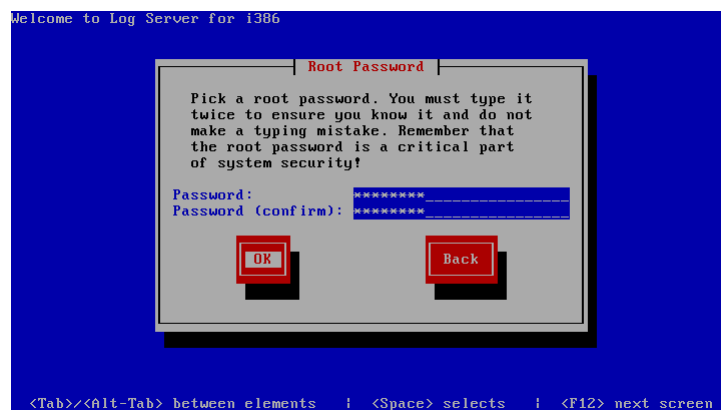 Welcome to Log Server for i386
Root Password
Pick a root password. You must type it
twice to ensure you know it and do not
make a typing mistake. Remember that
the root password is a critical part
of system security!
Password: ********________________
Password (confirm): ********________________
OK Back
<Tab>/<Alt-Tab> between elements | <Space> selects | <F12> next screen